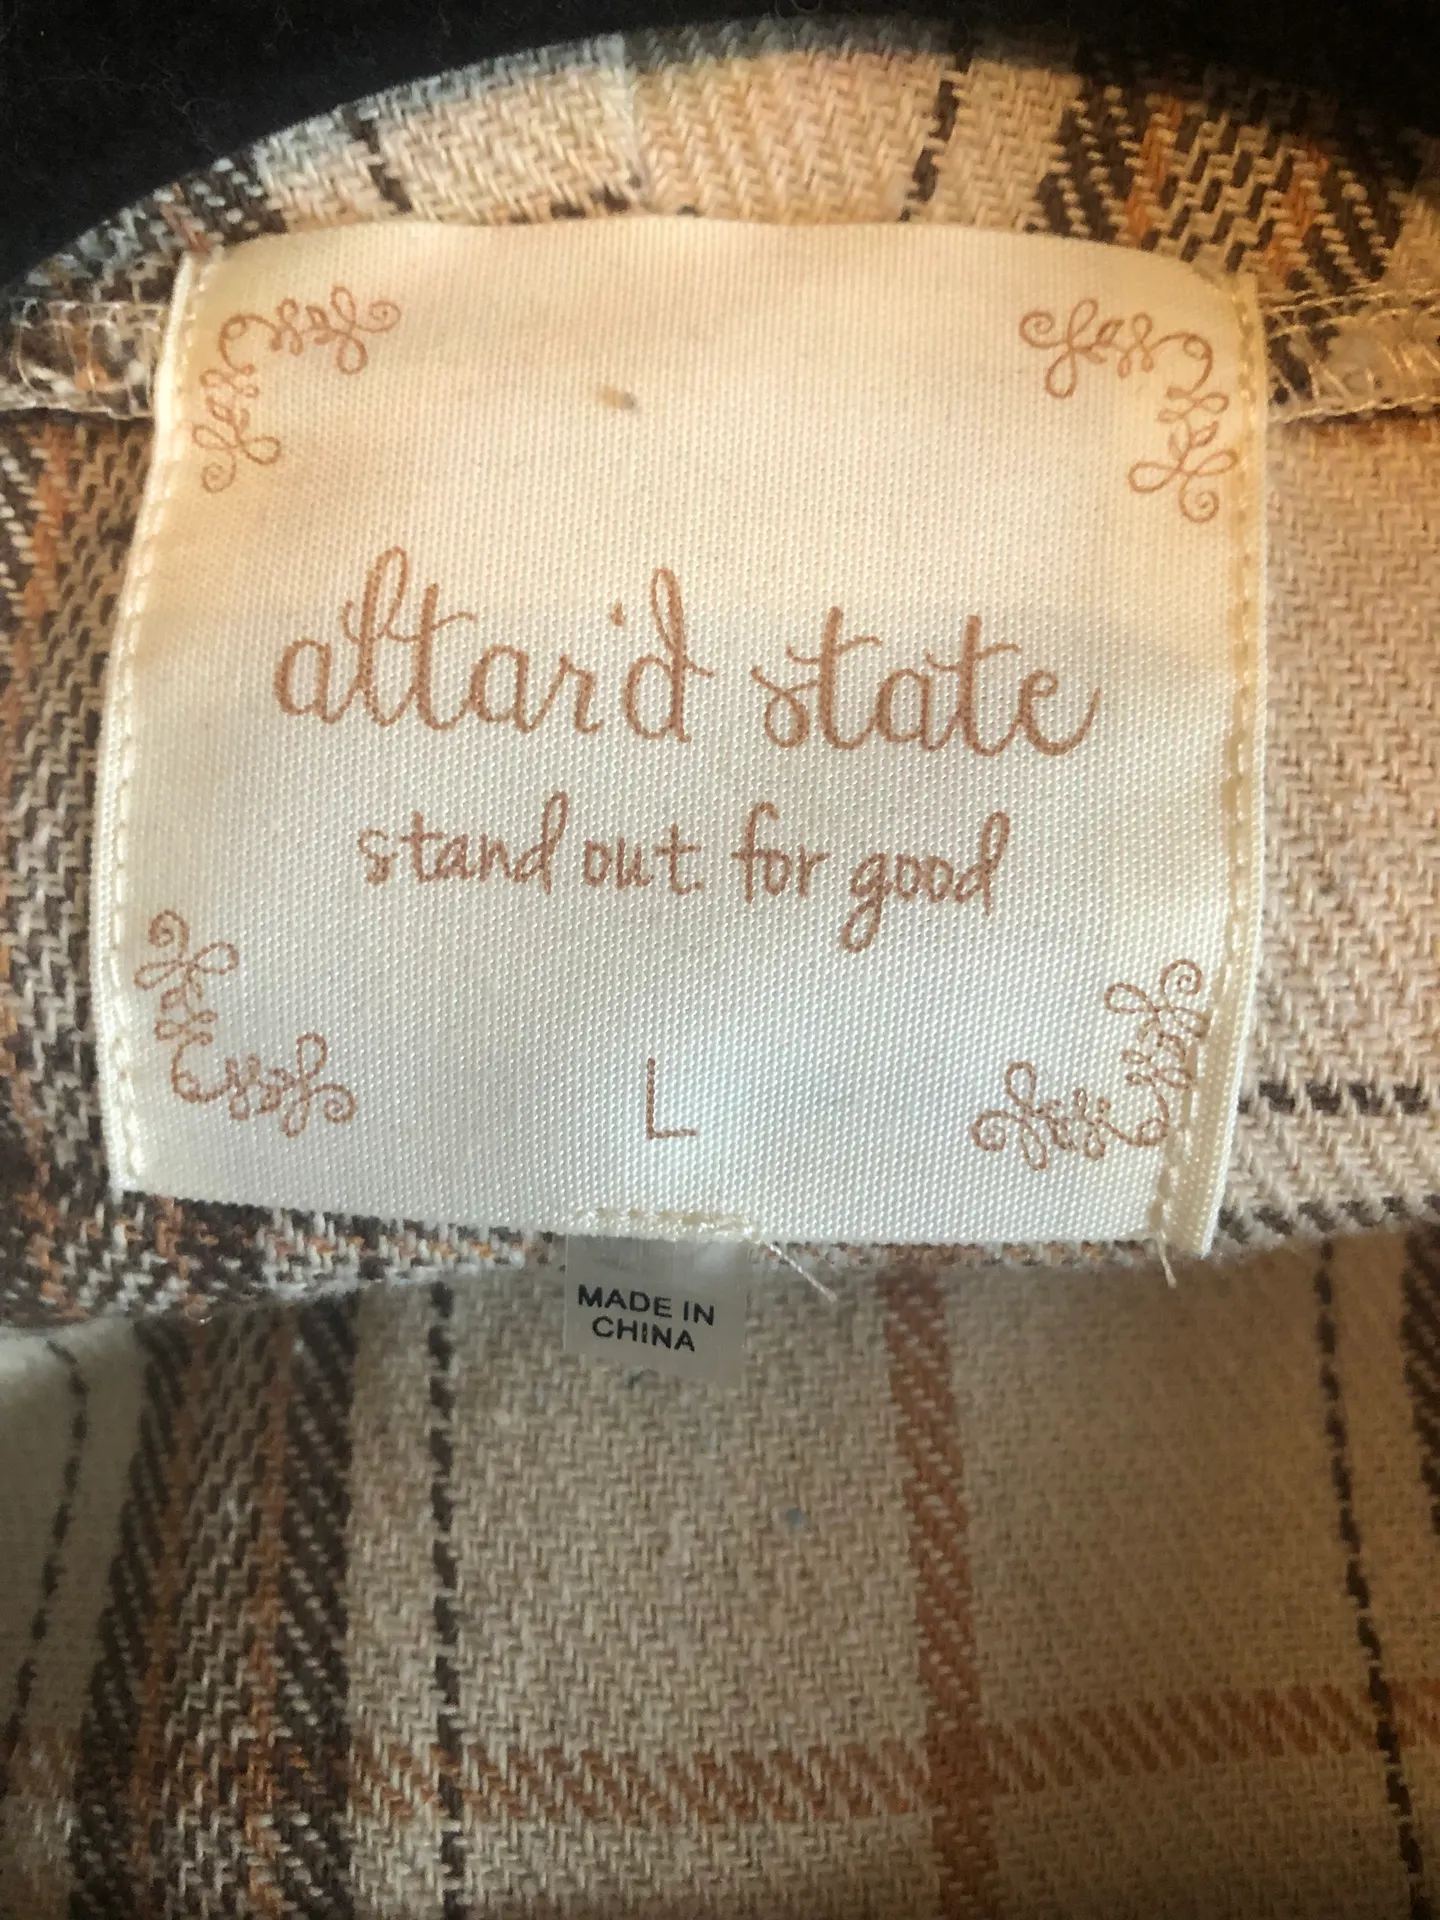 altar'd state
stand out for good
L
MADE IN
CHINA